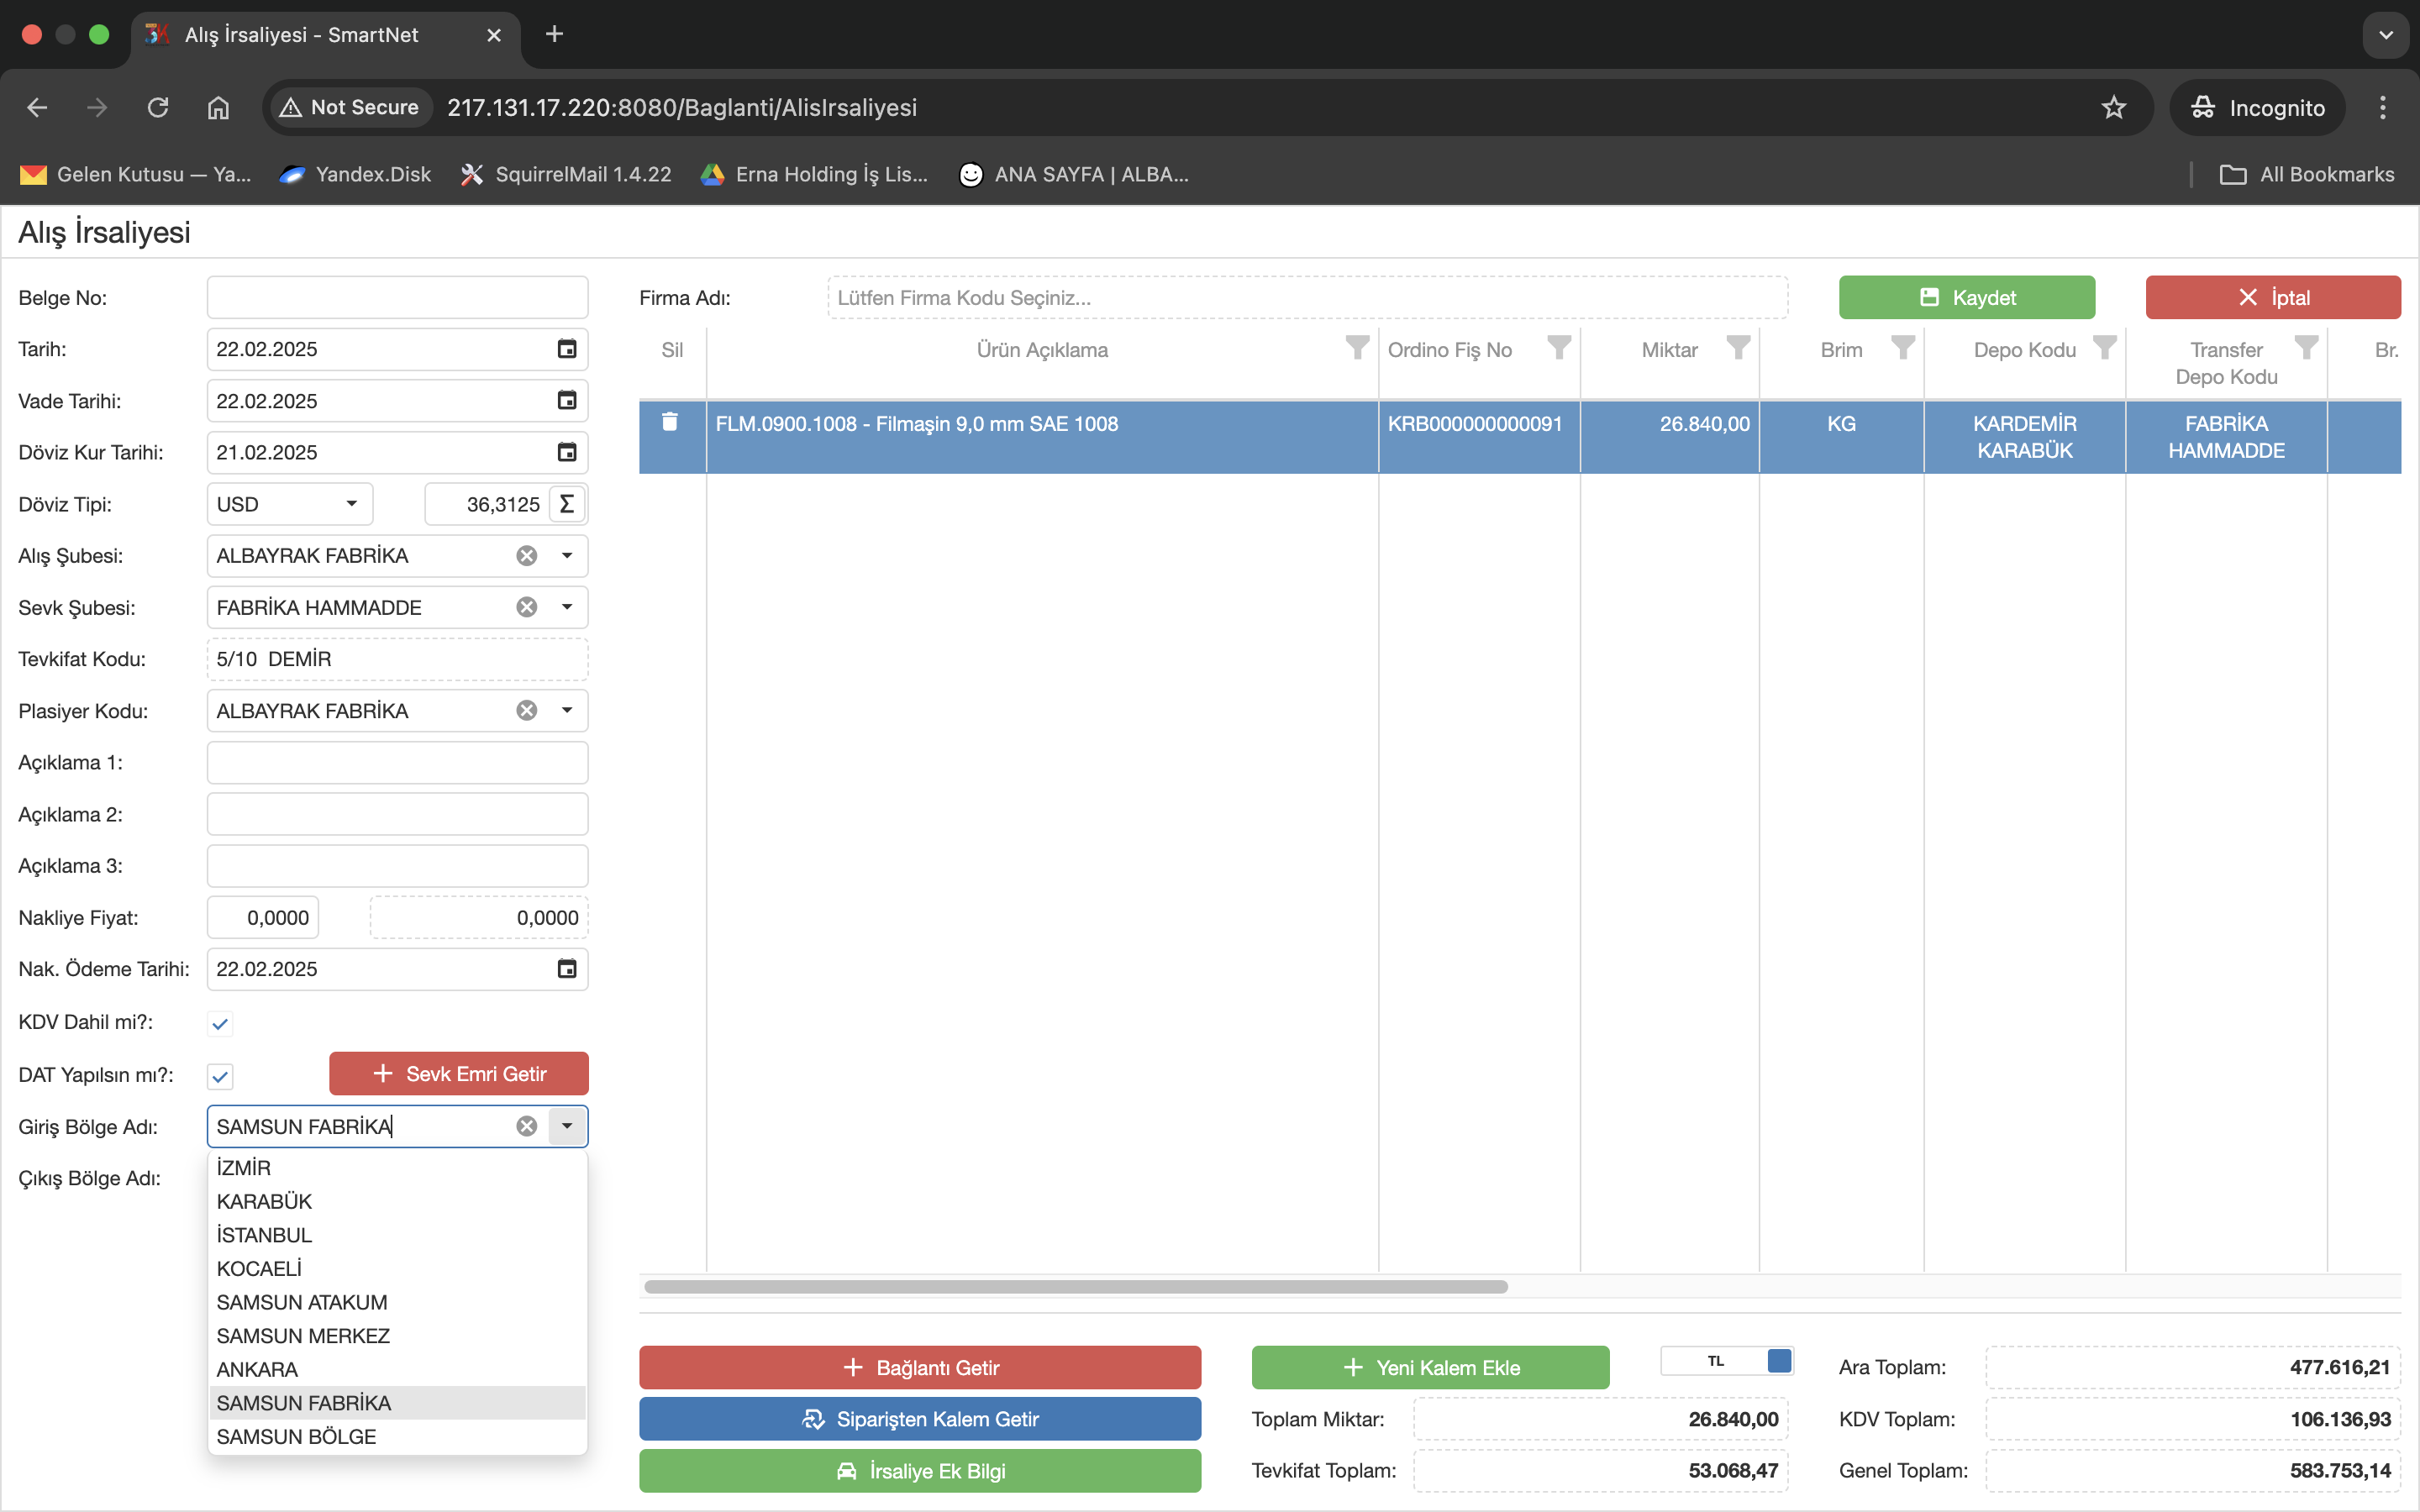 Alış İrsaliyesi - SmartNet
Not Secure
217.131.17.220:8080/Baglanti/AlisIrsaliyesi
Incognito
Gelen Kutusu — Ya...
Yandex.Disk
SquirrelMail 1.4.22
Erna Holding İş Lis...
ANA SAYFA | ALBA...
All Bookmarks
Alış İrsaliyesi
Belge No:
Tarih: 22.02.2025
Vade Tarihi: 22.02.2025
Döviz Kur Tarihi: 21.02.2025
Döviz Tipi: USD 36,3125 Σ
Alış Şubesi: ALBAYRAK FABRİKA
Sevk Şubesi: FABRİKA HAMMADDE
Tevkifat Kodu: 5/10 DEMİR
Plasiyer Kodu: ALBAYRAK FABRİKA
Açıklama 1:
Açıklama 2:
Açıklama 3:
Nakliye Fiyat: 0,0000 0,0000
Nak. Ödeme Tarihi: 22.02.2025
KDV Dahil mi?:
DAT Yapılsın mı?: Sevk Emri Getir
Giriş Bölge Adı: SAMSUN FABRİKA
Çıkış Bölge Adı:
İZMİR
KARABÜK
İSTANBUL
KOCAELİ
SAMSUN ATAKUM
SAMSUN MERKEZ
ANKARA
SAMSUN FABRİKA
SAMSUN BÖLGE
Firma Adı: Lütfen Firma Kodu Seçiniz...
Kaydet
İptal
Sil
Ürün Açıklama
Ordino Fiş No
Miktar
Brim
Depo Kodu
Transfer
Depo Kodu
Br.
FLM.0900.1008 - Filmaşin 9,0 mm SAE 1008
KRB000000000091
26.840,00
KG
KARDEMİR
KARABÜK
FABRİKA
HAMMADDE
Bağlantı Getir
Siparişten Kalem Getir
İrsaliye Ek Bilgi
Yeni Kalem Ekle
TL
Toplam Miktar: 26.840,00
Tevkifat Toplam: 53.068,47
Ara Toplam: 477.616,21
KDV Toplam: 106.136,93
Genel Toplam: 583.753,14